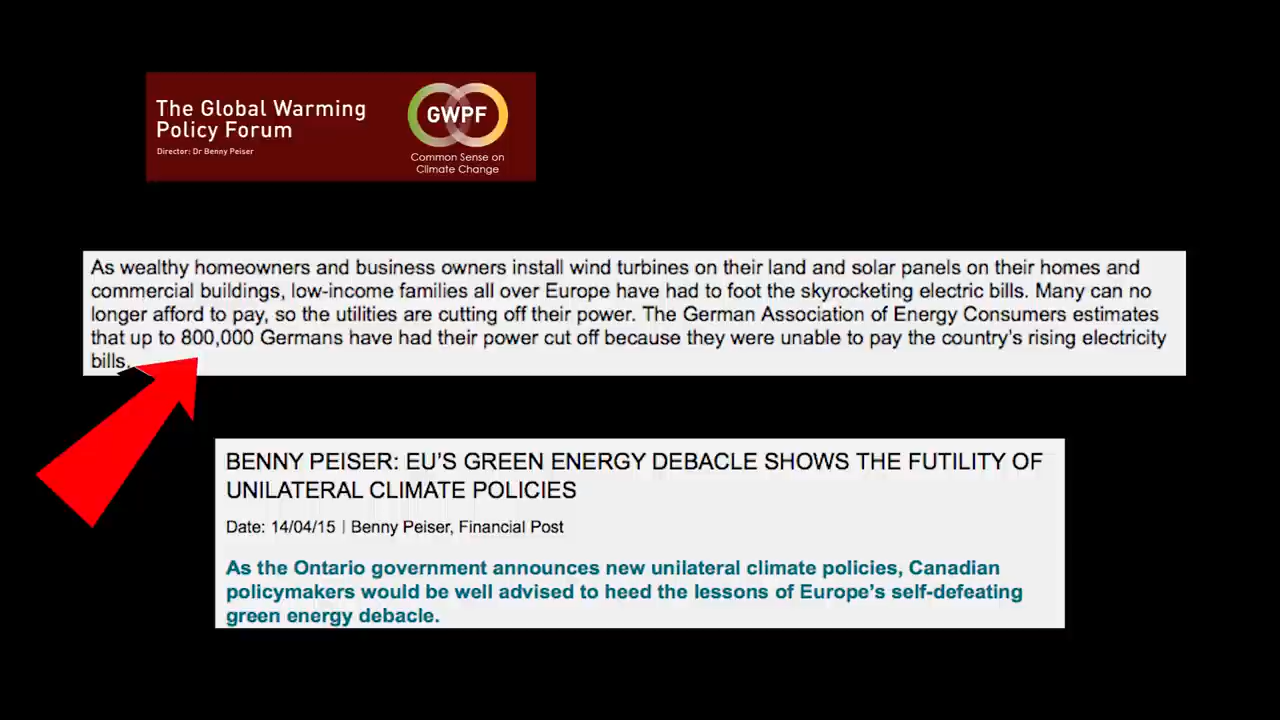 The Global Warming
Policy Forum
Director: Dr Benny Peiser
GWPF
Common Sense on
Climate Change
As wealthy homeowners and business owners install wind turbines on their land and solar panels on their homes and
commercial buildings, low-income families all over Europe have had to foot the skyrocketing electric bills. Many can no
longer afford to pay, so the utilities are cutting off their power. The German Association of Energy Consumers estimates
that up to 800,000 Germans have had their power cut off because they were unable to pay the country's rising electricity
bills.
BENNY PEISER: EU'S GREEN ENERGY DEBACLE SHOWS THE FUTILITY OF
UNILATERAL CLIMATE POLICIES
Date: 14/04/15 | Benny Peiser, Financial Post
As the Ontario government announces new unilateral climate policies, Canadian
policymakers would be well advised to heed the lessons of Europe's self-defeating
green energy debacle.